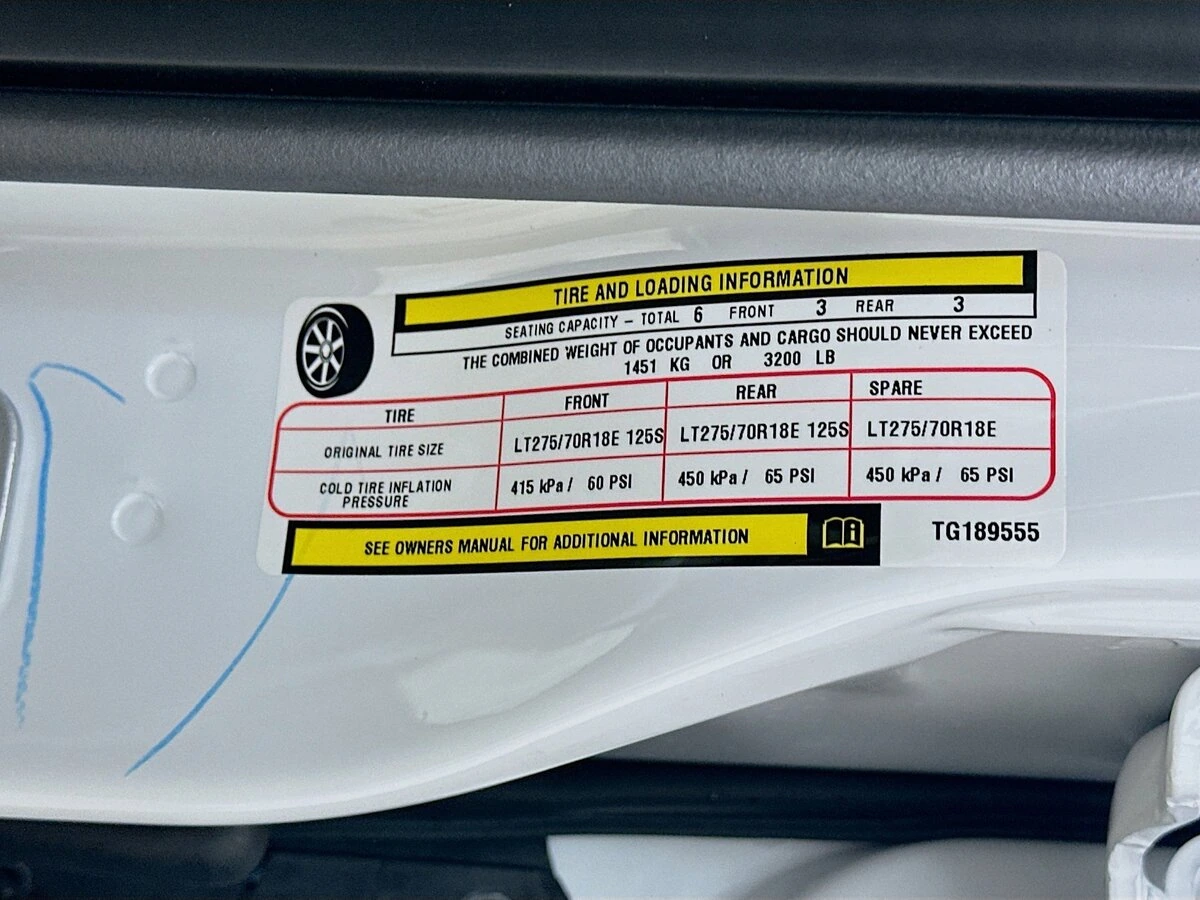 TIRE AND LOADING INFORMATION
SEATING CAPACITY – TOTAL 6 FRONT 3 REAR 3
THE COMBINED WEIGHT OF OCCUPANTS AND CARGO SHOULD NEVER EXCEED
1451 KG OR 3200 LB
TIRE FRONT REAR SPARE
ORIGINAL TIRE SIZE LT275/70R18E 125S LT275/70R18E 125S LT275/70R18E
COLD TIRE INFLATION PRESSURE 415 kPa / 60 PSI 450 kPa / 65 PSI 450 kPa / 65 PSI
SEE OWNERS MANUAL FOR ADDITIONAL INFORMATION TG189555